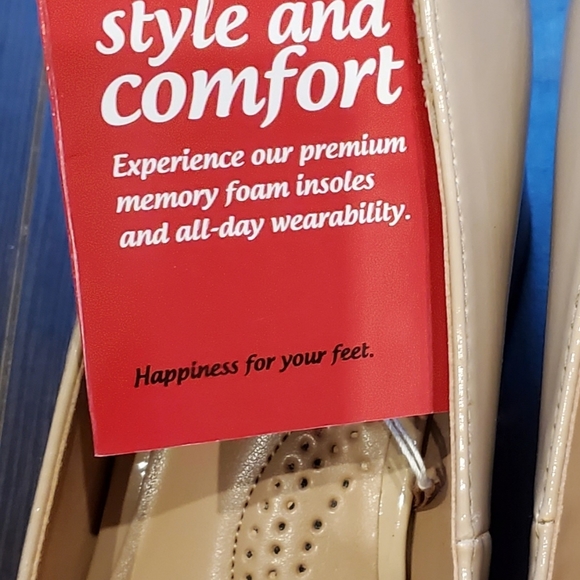 style and
comfort
Experience our premium
memory foam insoles
and all-day wearability.
Happiness for your feet.